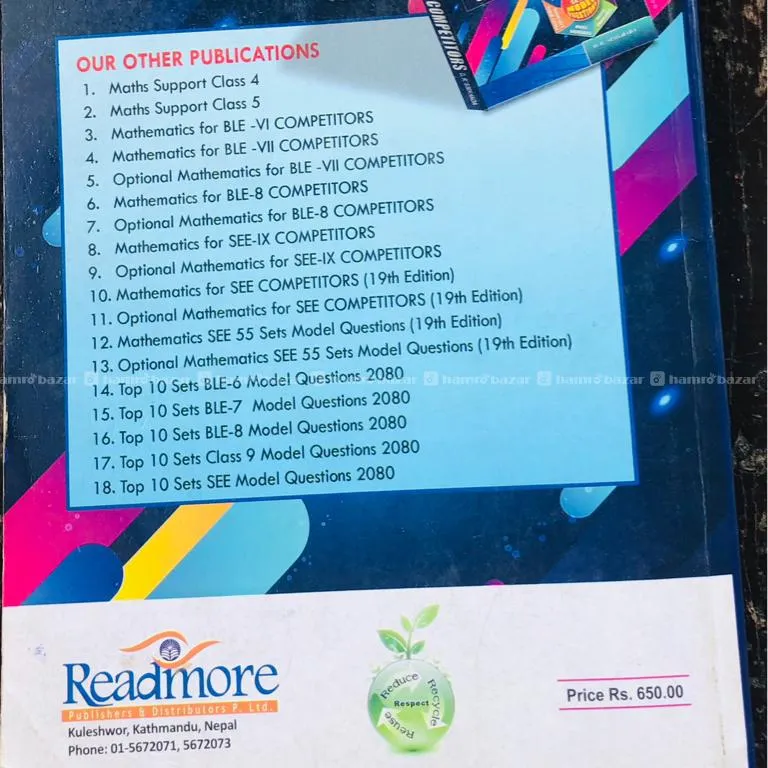 COMPETITORS
OUR OTHER PUBLICATIONS
1. Maths Support Class 4
2. Maths Support Class 5
3. Mathematics for BLE -VI COMPETITORS
4. Mathematics for BLE -VII COMPETITORS
5. Optional Mathematics for BLE -VII COMPETITORS
6. Mathematics for BLE-8 COMPETITORS
7. Optional Mathematics for BLE-8 COMPETITORS
8. Mathematics for SEE-IX COMPETITORS
9. Optional Mathematics for SEE-IX COMPETITORS
10. Mathematics for SEE COMPETITORS (19th Edition)
11. Optional Mathematics for SEE COMPETITORS (19th Edition)
12. Mathematics SEE 55 Sets Model Questions (19th Edition)
13. Optional Mathematics SEE 55 Sets Model Questions (19th Edition)
hamrobazar hamrobazar hamrobazar hamrobazar hamrobazar hamrobazar
14. Top 10 Sets BLE-6 Model Questions 2080
15. Top 10 Sets BLE-7 Model Questions 2080
16. Top 10 Sets BLE-8 Model Questions 2080
17. Top 10 Sets Class 9 Model Questions 2080
18. Top 10 Sets SEE Model Questions 2080
Readmore
Publishers & Distributors P. Ltd.
Kuleshwor, Kathmandu, Nepal
Phone: 01-5672071, 5672073
Reduce
Recycle
Reuse
Respect
Price Rs. 650.00